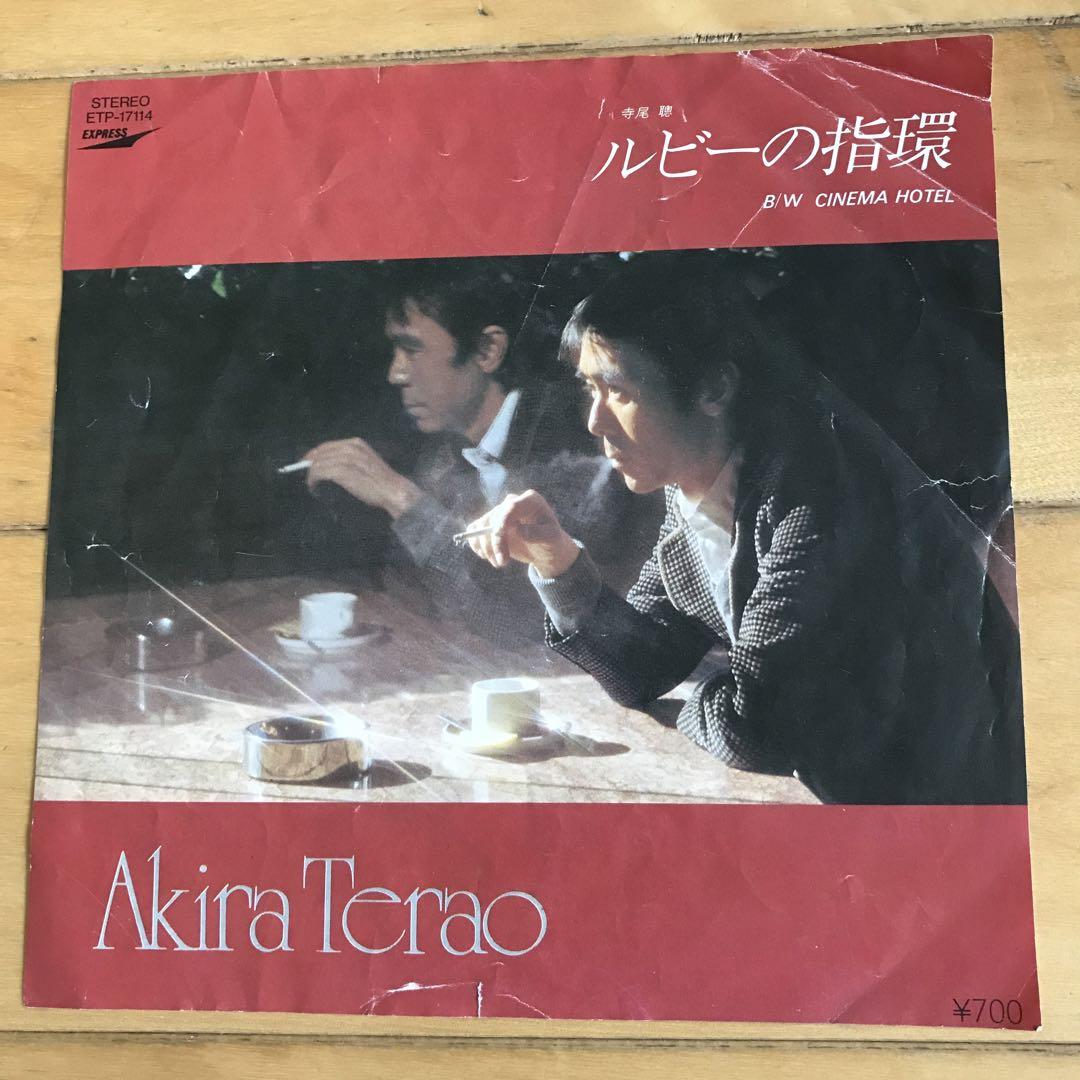 STEREO
ETP-17114
EXPRESS
寺尾 聰
ルビーの指環
B/W CINEMA HOTEL
Akira Terao
¥700